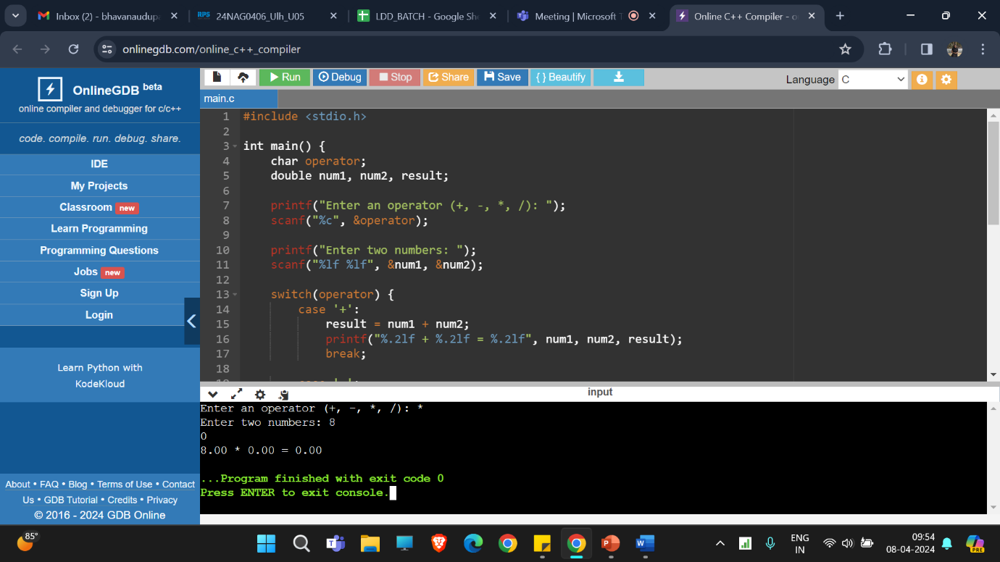 Inbox (2) - bhavanaudupa
RPS 24NAG0406_Ulh_U05
LDD_BATCH - Google She
Meeting | Microsoft T
Online C++ Compiler - o
onlinegdb.com/online_c++_compiler
OnlineGDB beta
online compiler and debugger for c/c++
code. compile. run. debug. share.
IDE
My Projects
Classroom new
Learn Programming
Programming Questions
Jobs new
Sign Up
Login
Learn Python with
KodeKloud
About • FAQ • Blog • Terms of Use • Contact
Us • GDB Tutorial • Credits • Privacy
© 2016 - 2024 GDB Online
Run Debug Stop Share Save { } Beautify
Language C
main.c
1 #include <stdio.h>
2
3 int main() {
4 char operator;
5 double num1, num2, result;
6
7 printf("Enter an operator (+, -, *, /): ");
8 scanf("%c", &operator);
9
10 printf("Enter two numbers: ");
11 scanf("%lf %lf", &num1, &num2);
12
13 switch(operator) {
14 case '+':
15 result = num1 + num2;
16 printf("%.2lf + %.2lf = %.2lf", num1, num2, result);
17 break;
18
19 case '-':
input
Enter an operator (+, -, *, /): *
Enter two numbers: 8
0
8.00 * 0.00 = 0.00
...Program finished with exit code 0
Press ENTER to exit console.
85°
ENG
IN
09:54
08-04-2024
PRE